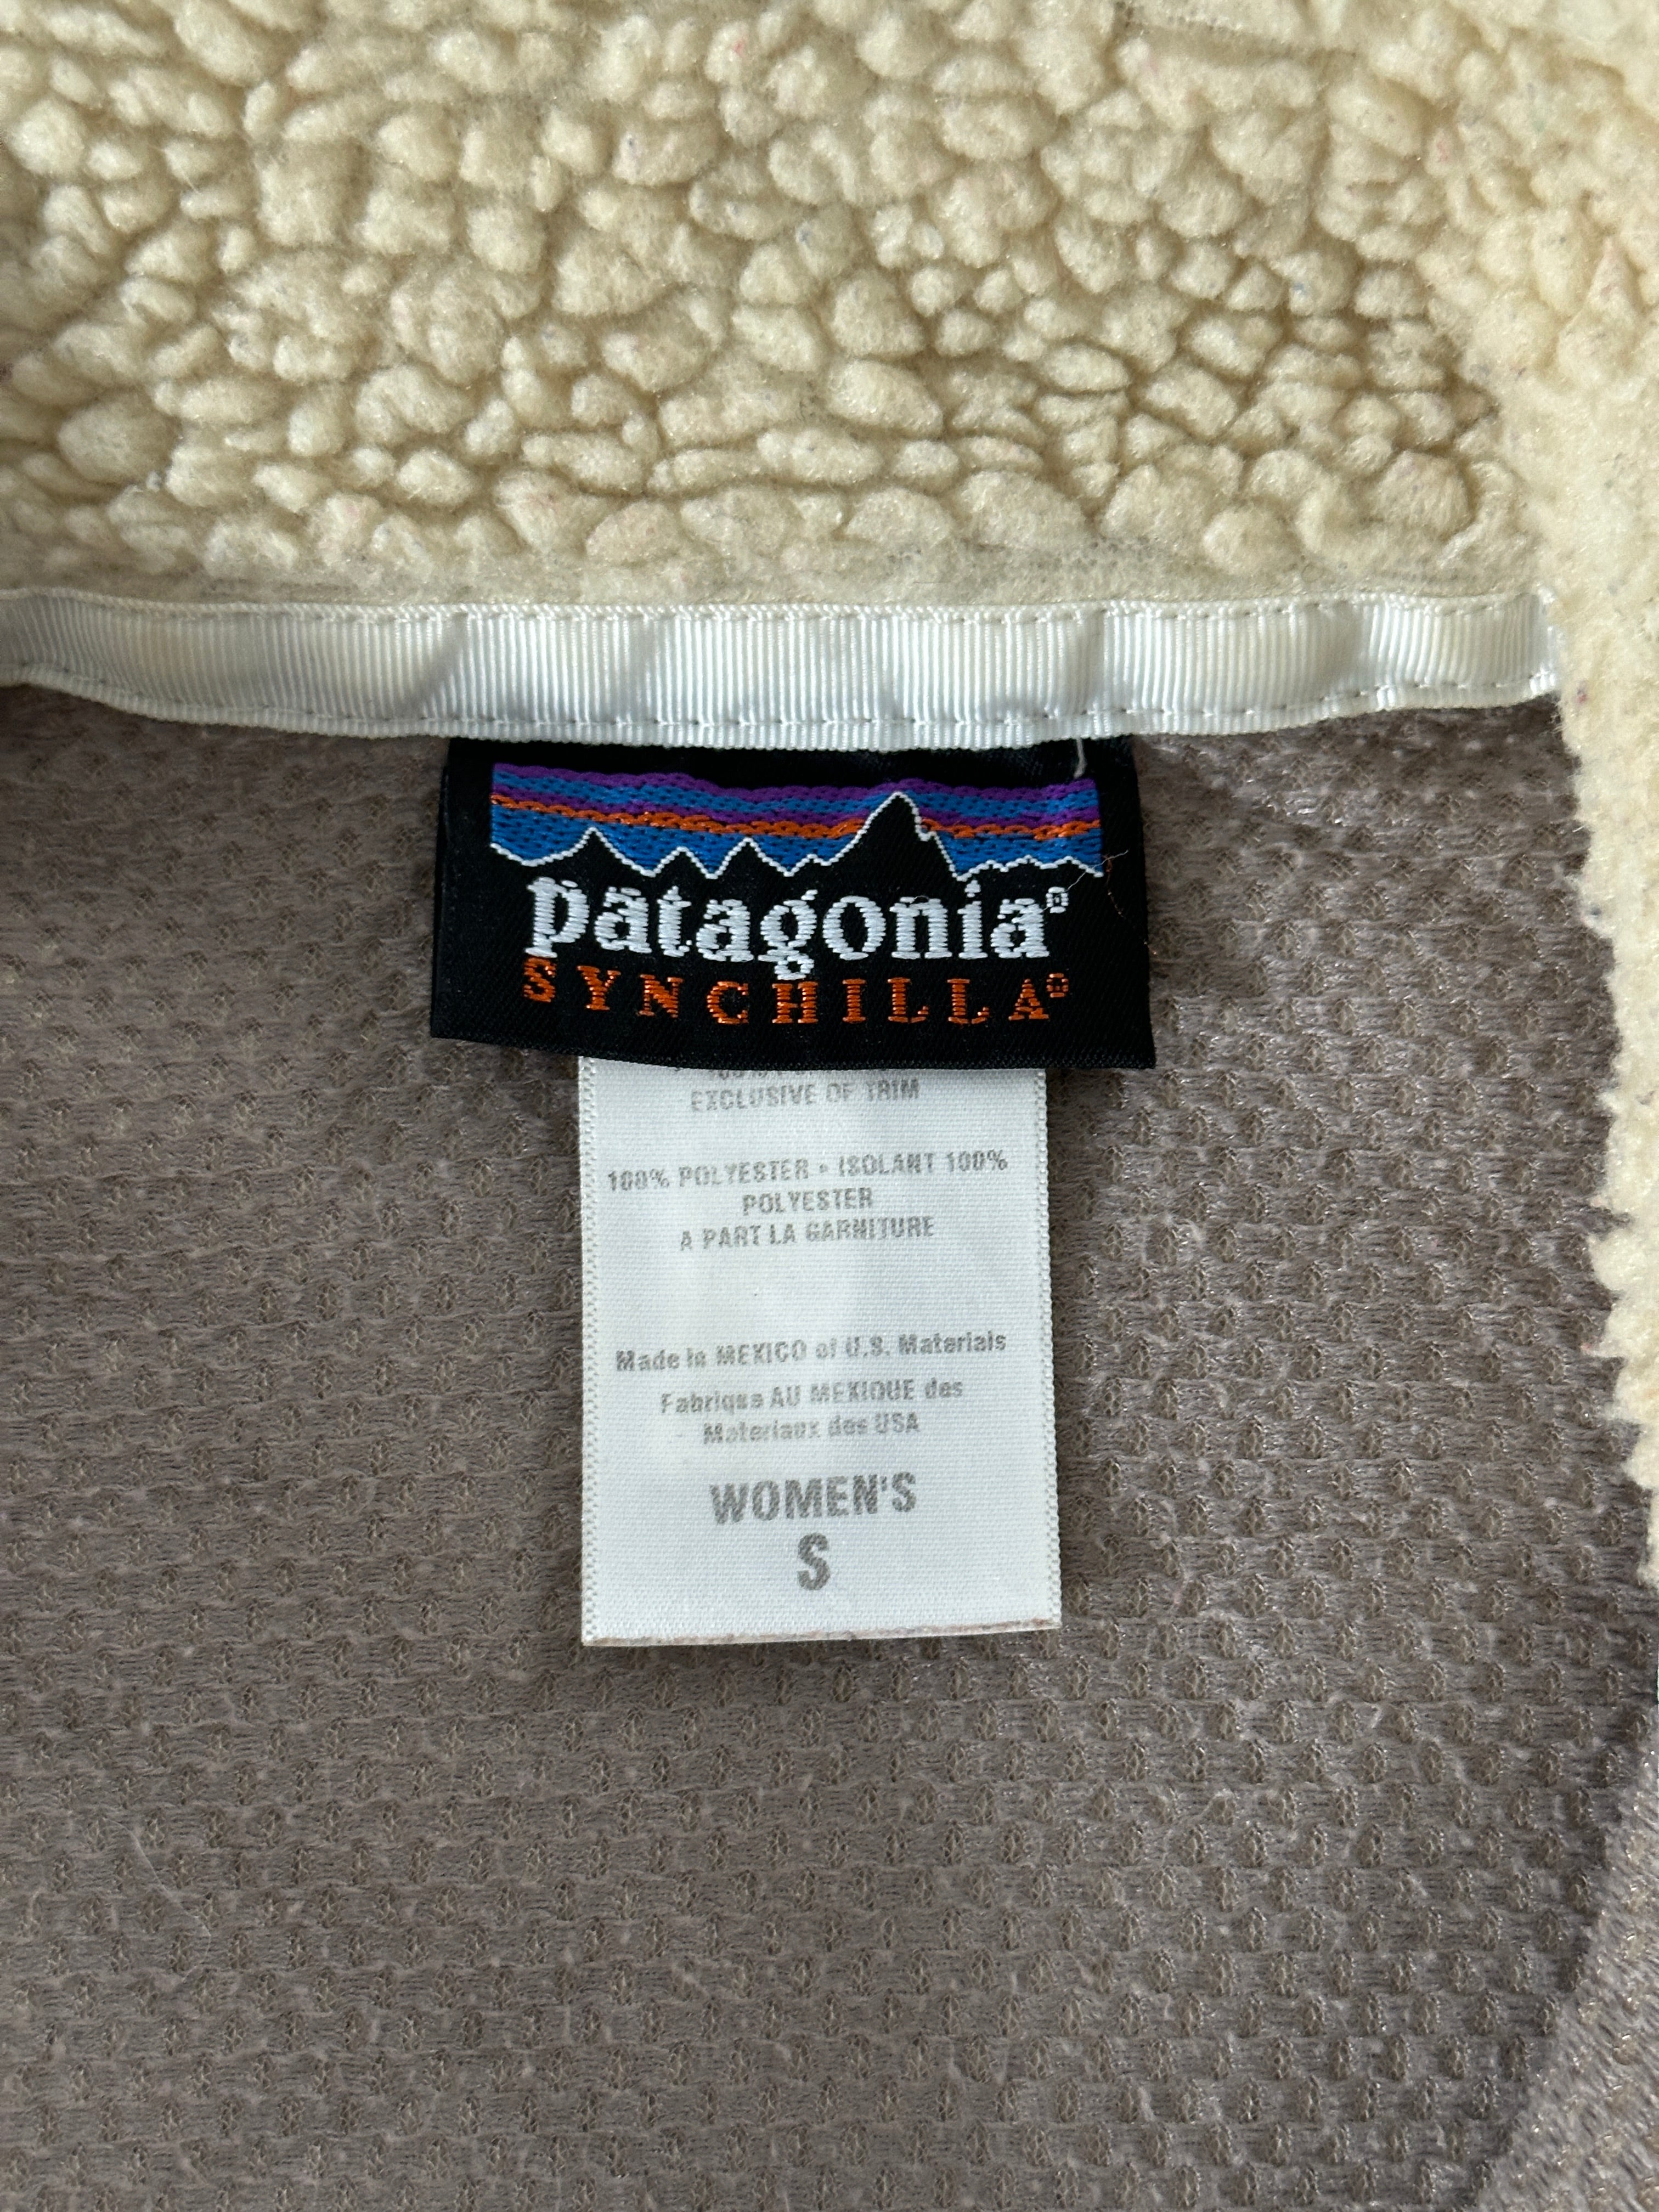 patagonia®
SYNCHILLA®
EXCLUSIVE OF TRIM
100% POLYESTER • ISOLANT 100%
POLYESTER
A PART LA GARNITURE
Made in MEXICO of U.S. Materials
Fabriqas AU MEXIQUE des
Materiaux des USA
WOMEN'S
S